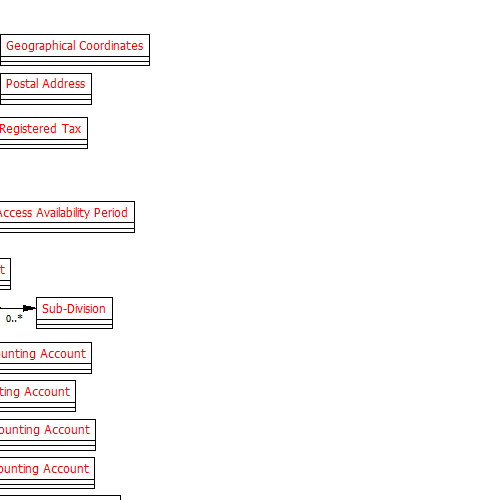 Geographical Coordinates
Postal Address
Registered Tax
Access Availability Period
t
Sub-Division
0..*
ounting Account
ting Account
ounting Account
ounting Account